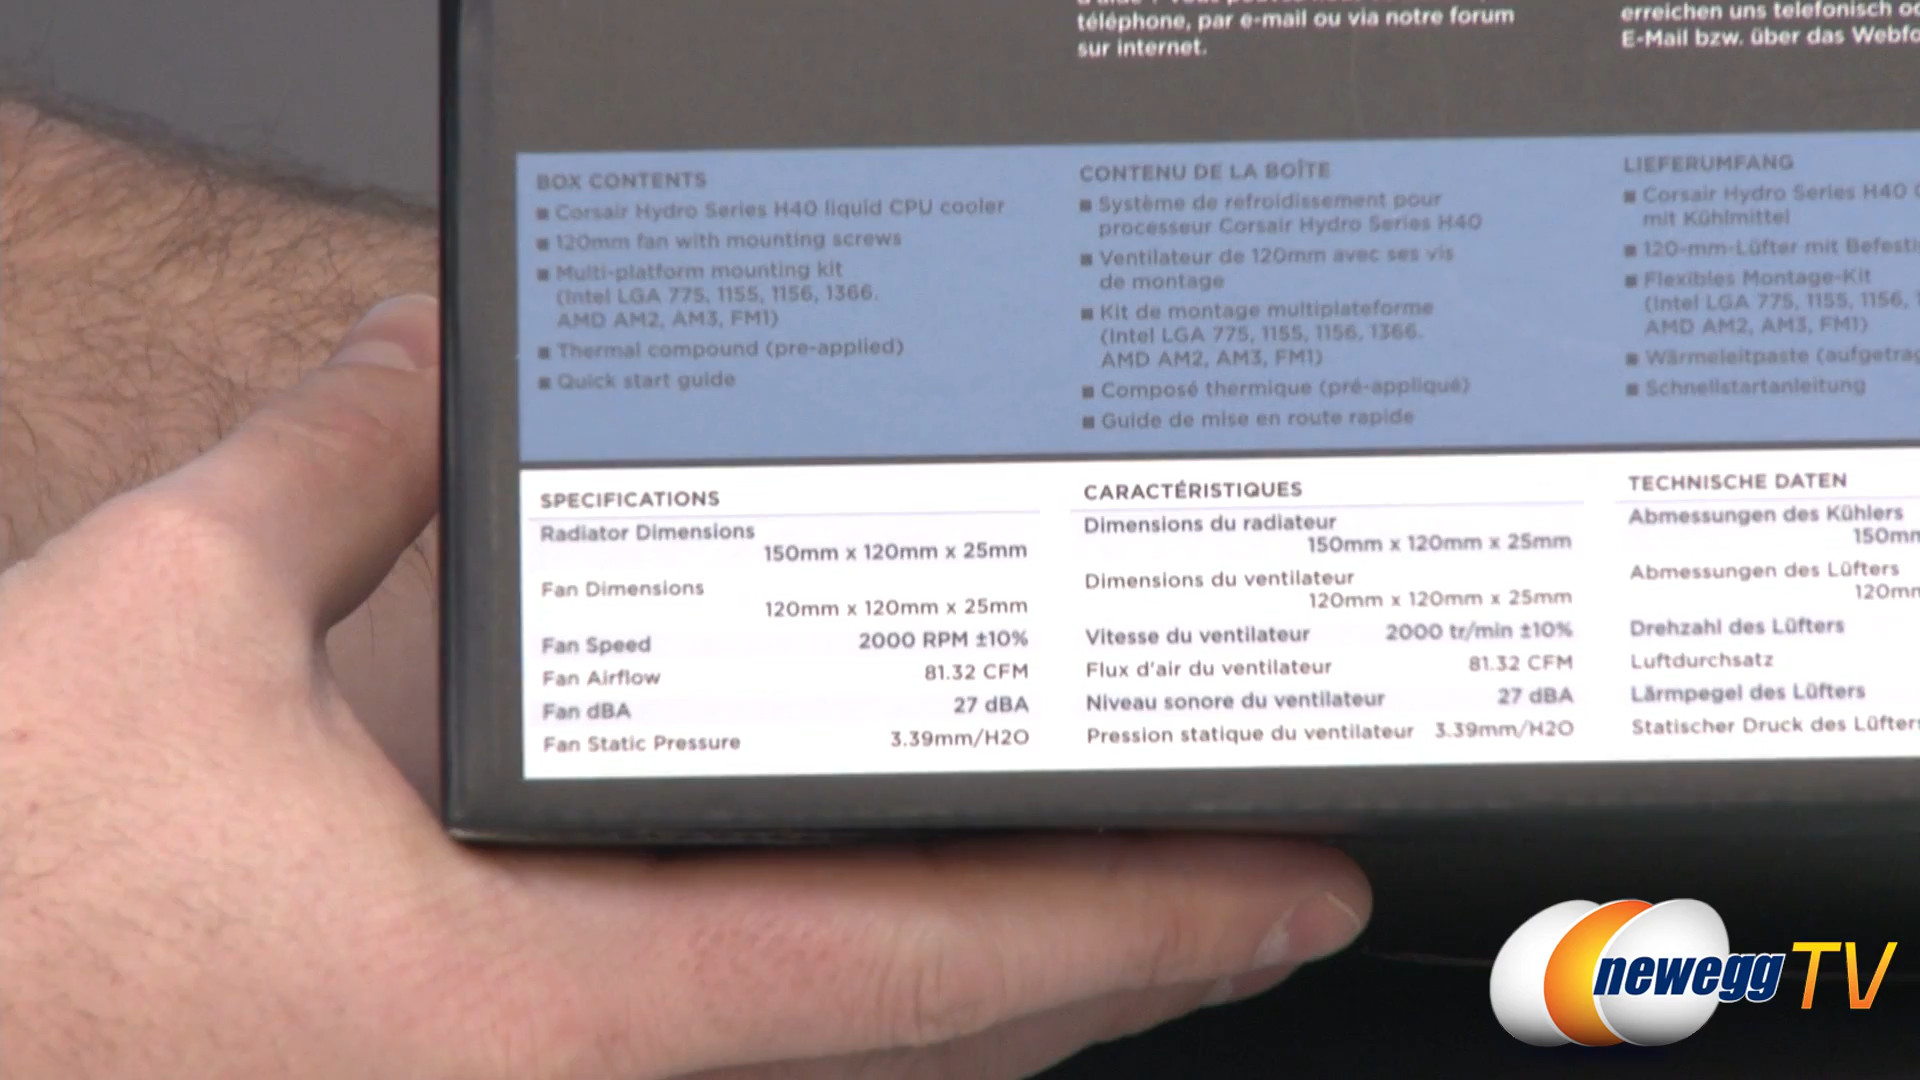 téléphone, par e-mail ou via notre forum
sur internet.
erreichen uns telefonisch
E-Mail bzw. über das
BOX CONTENTS
■ Corsair Hydro Series H40 liquid CPU cooler
■ 120mm fan with mounting screws
■ Multi-platform mounting kit
(Intel LGA 775, 1155, 1156, 1366,
AMD AM2, AM3, FM1)
■ Thermal compound (pre-applied)
■ Quick start guide
CONTENU DE LA BOÎTE
■ Système de refroidissement pour
processeur Corsair Hydro Series H40
■ Ventilateur de 120mm avec ses vis
de montage
■ Kit de montage multiplateforme
(Intel LGA 775, 1155, 1156, 1366.
AMD AM2, AM3, FM1)
■ Composé thermique (pré-appliqué)
■ Guide de mise en route rapide
LIEFERUMFANG
■ Corsair Hydro Series H40
mit Kühlmittel
■ 120-mm-Lüfter mit
■ Flexibles Montage-Kit
(Intel LGA 775, 1155, 1156,
AMD AM2, AM3, FM1)
■ Wärmeleitpaste
■ Schnellstartanleitung
SPECIFICATIONS
Radiator Dimensions
150mm x 120mm x 25mm
Fan Dimensions
120mm x 120mm x 25mm
Fan Speed 2000 RPM ±10%
Fan Airflow 81.32 CFM
Fan dBA 27 dBA
Fan Static Pressure 3.39mm/H2O
CARACTÉRISTIQUES
Dimensions du radiateur
150mm x 120mm x 25mm
Dimensions du ventilateur
120mm x 120mm x 25mm
Vitesse du ventilateur 2000 tr/min ±10%
Flux d'air du ventilateur 81.32 CFM
Niveau sonore du ventilateur 27 dBA
Pression statique du ventilateur 3.39mm/H2O
TECHNISCHE DATEN
Abmessungen des Kühlers
150mm
Abmessungen des Lüfters
120mm
Drehzahl des Lüfters
Luftdurchsatz
Lärmpegel des Lüfters
Statischer Druck des Lüfters
newegg TV